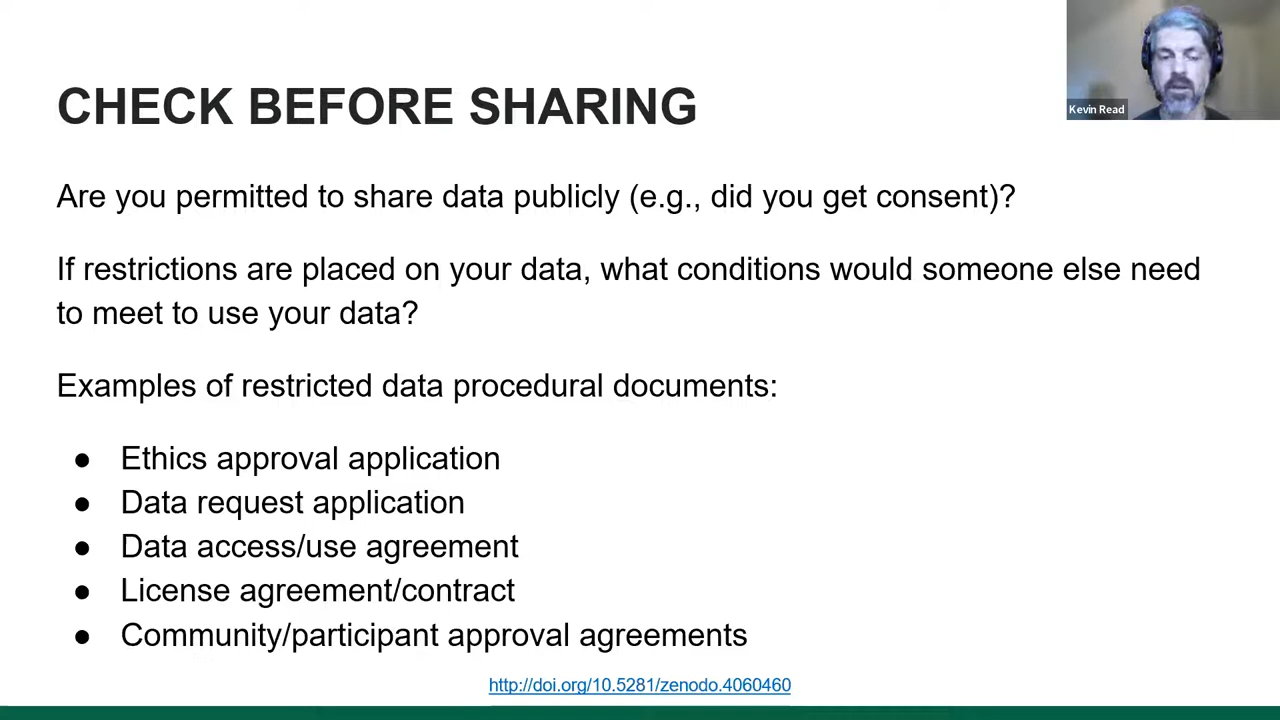 Kevin Read
CHECK BEFORE SHARING
Are you permitted to share data publicly (e.g., did you get consent)?
If restrictions are placed on your data, what conditions would someone else need
to meet to use your data?
Examples of restricted data procedural documents:
● Ethics approval application
● Data request application
● Data access/use agreement
● License agreement/contract
● Community/participant approval agreements
http://doi.org/10.5281/zenodo.4060460